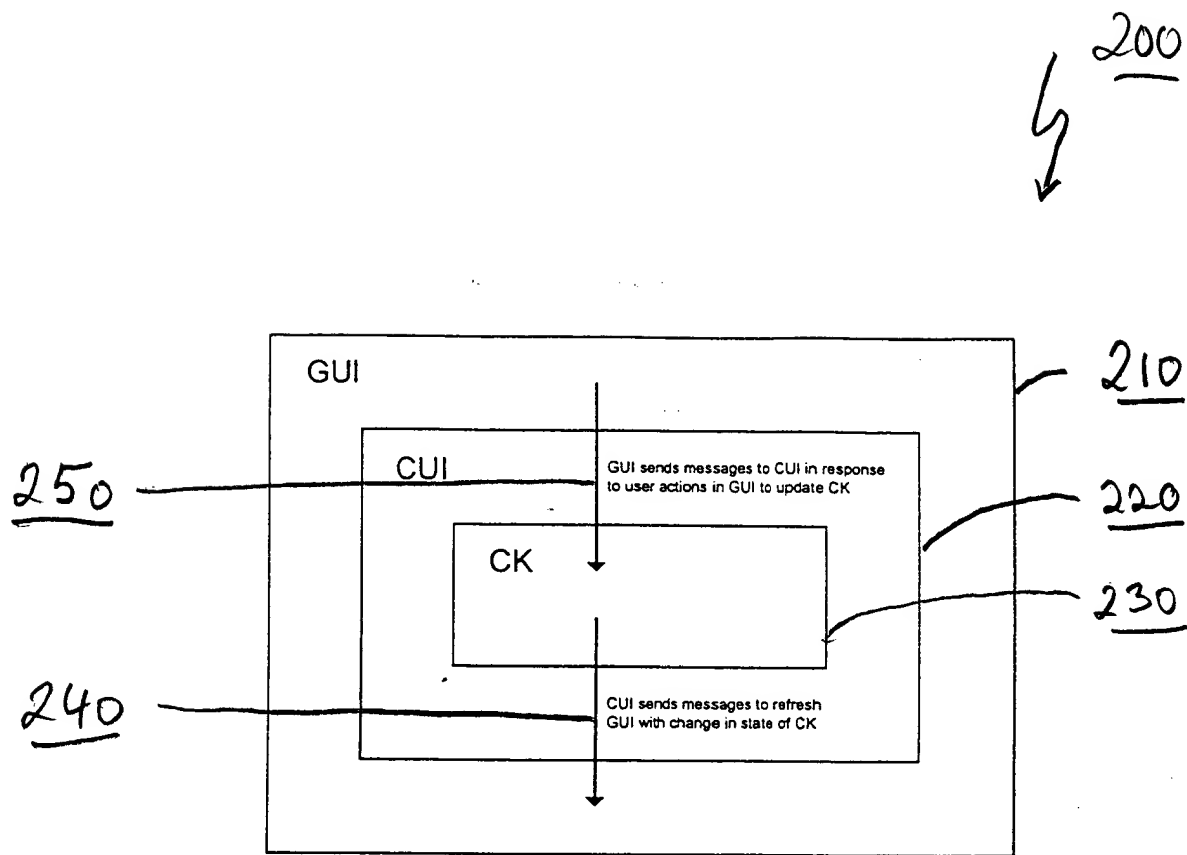 200
GUI
210
CUI
GUI sends messages to CUI in response
to user actions in GUI to update CK
250
220
CK
230
240
CUI sends messages to refresh
GUI with change in state of CK